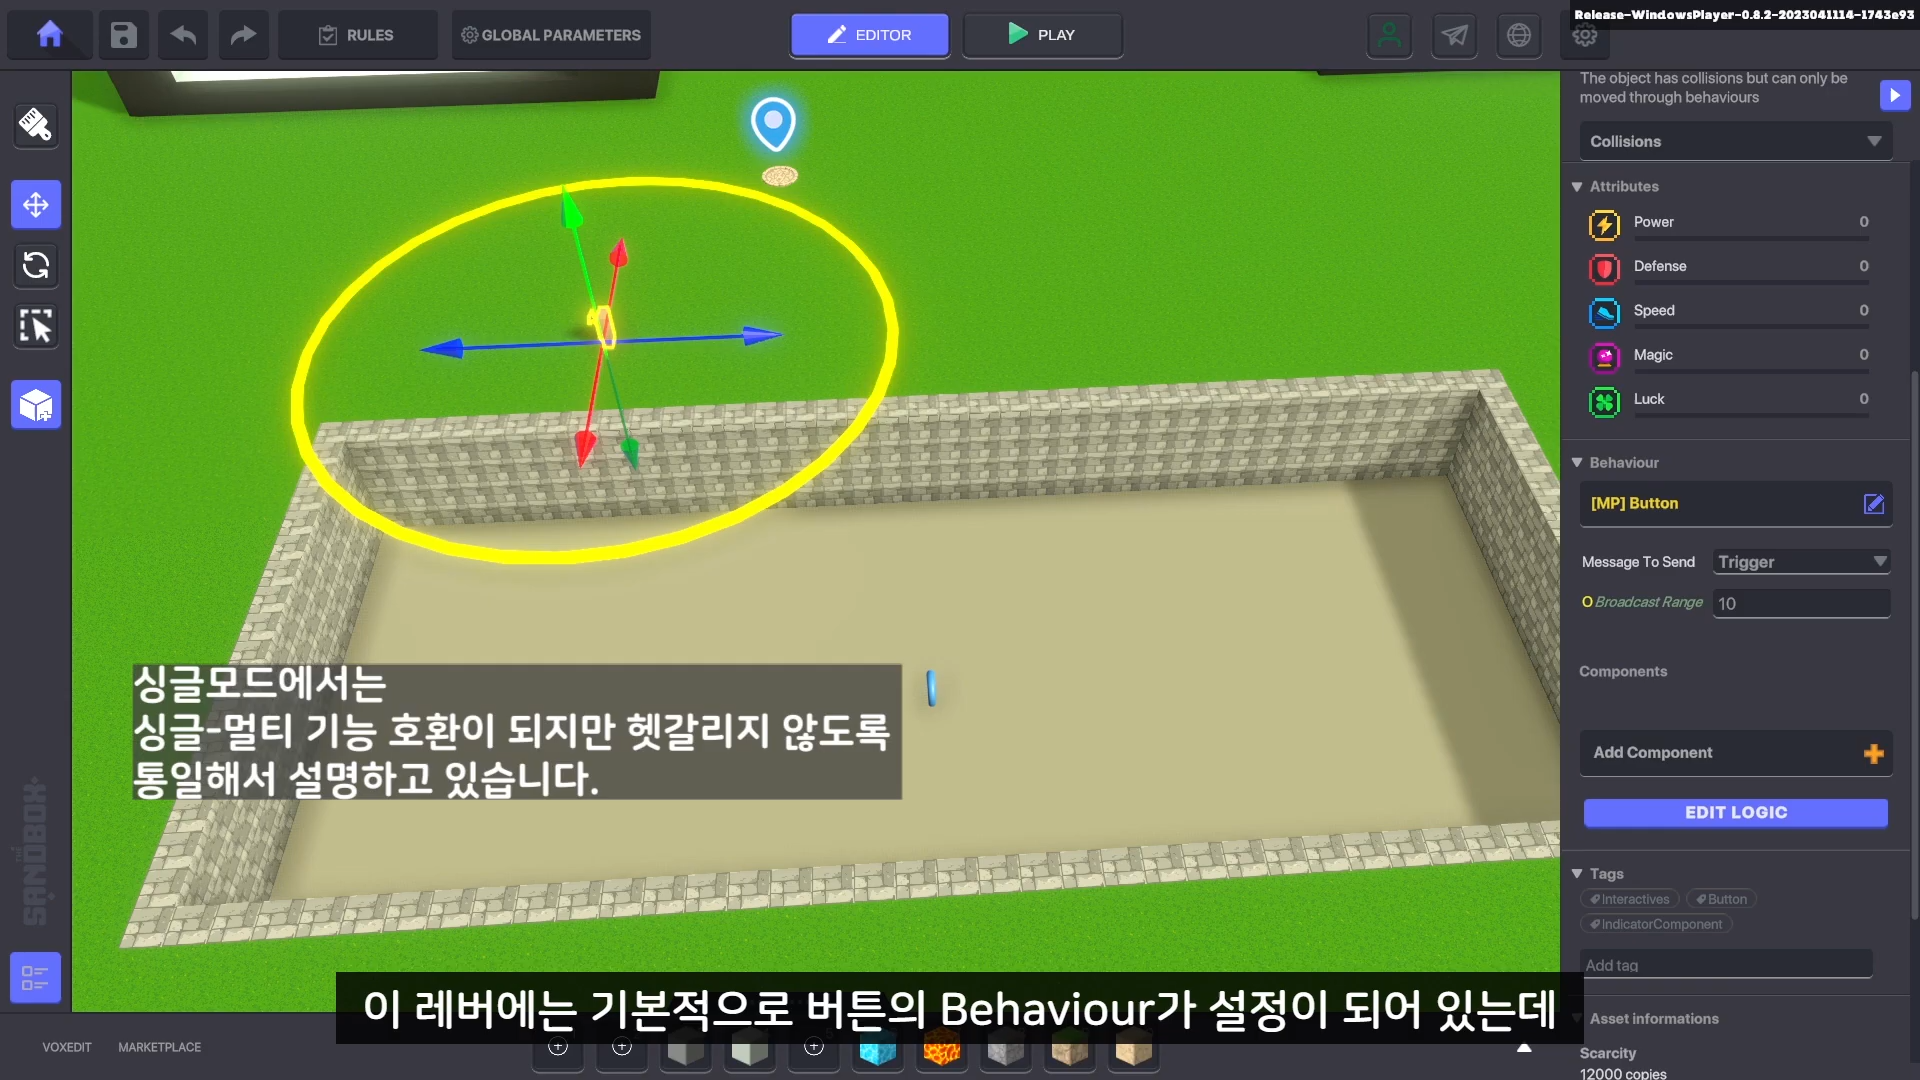 Release-WindowsPlayer-0.8.2-2023041114-1743e93
RULES
GLOBAL PARAMETERS
EDITOR
PLAY
The object has collisions but can only be
moved through behaviours
Collisions
Attributes
Power 0
Defense 0
Speed 0
Magic 0
Luck 0
Behaviour
[MP] Button
Message To Send Trigger
Broadcast Range 10
Components
Add Component
EDIT LOGIC
Tags
Interactives Button
IndicatorComponent
Add tag
Asset informations
Scarcity
12000 copies
싱글모드에서는
싱글-멀티 기능 호환이 되지만 헷갈리지 않도록
통일해서 설명하고 있습니다.
이 레버에는 기본적으로 버튼의 Behaviour가 설정이 되어 있는데
THE SANDBOX
VOXEDIT
MARKETPLACE